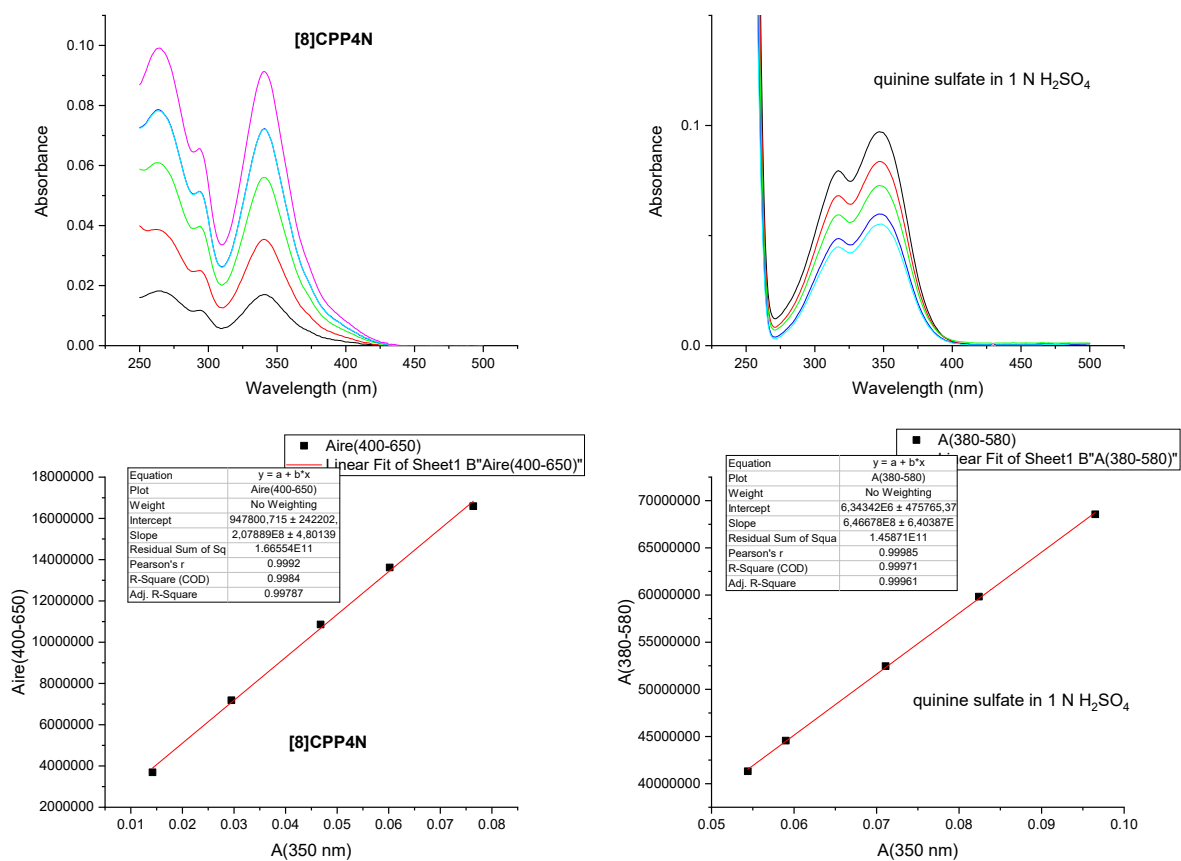 [8]CPP4N
Absorbance
0.10
0.08
0.06
0.04
0.02
0.00
250 300 350 400 450 500
Wavelength (nm)
quinine sulfate in 1 N H₂SO₄
Absorbance
0.1
0.0
250 300 350 400 450 500
Wavelength (nm)
Aire(400-650)
Linear Fit of Sheet1 B"Aire(400-650)"
Equation y = a + b*x
Plot Aire(400-650)
Weight No Weighting
Intercept 947800,715 ± 242202,
Slope 2,07889E8 ± 4,80139
Residual Sum of Sq 1.66554E11
Pearson's r 0.9992
R-Square (COD) 0.9984
Adj. R-Square 0.99787
Aire(400-650)
18000000
16000000
14000000
12000000
10000000
8000000
6000000
4000000
2000000
[8]CPP4N
0.01 0.02 0.03 0.04 0.05 0.06 0.07 0.08
A(350 nm)
A(380-580)
Linear Fit of Sheet1 B"A(380-580)"
Equation y = a + b*x
Plot A(380-580)
Weight No Weighting
Intercept 6,34342E6 ± 475765,37
Slope 6,46678E8 ± 6,40387E
Residual Sum of Squa 1.45871E11
Pearson's r 0.99985
R-Square (COD) 0.99971
Adj. R-Square 0.99961
A(380-580)
70000000
65000000
60000000
55000000
50000000
45000000
40000000
quinine sulfate in 1 N H₂SO₄
0.05 0.06 0.07 0.08 0.09 0.10
A(350 nm)